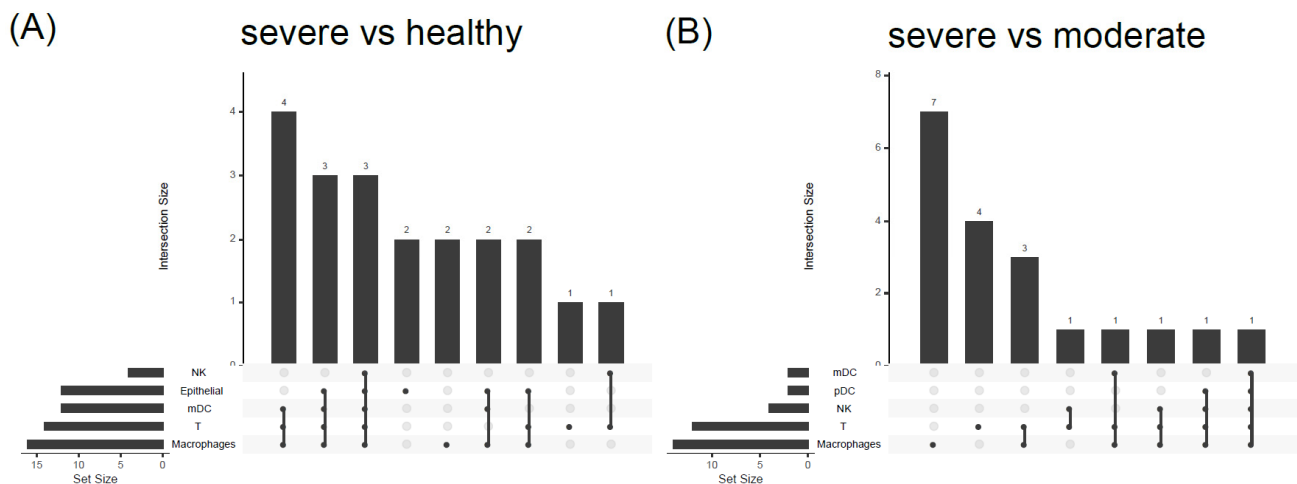 (A)
severe vs healthy
Intersection Size
4
3
2
1
0
4
3
3
2
2
2
2
1
1
NK
Epithelial
mDC
T
Macrophages
15 10 5 0
Set Size
(B)
severe vs moderate
Intersection Size
8
6
4
2
0
7
4
3
1
1
1
1
1
mDC
pDC
NK
T
Macrophages
10 5 0
Set Size